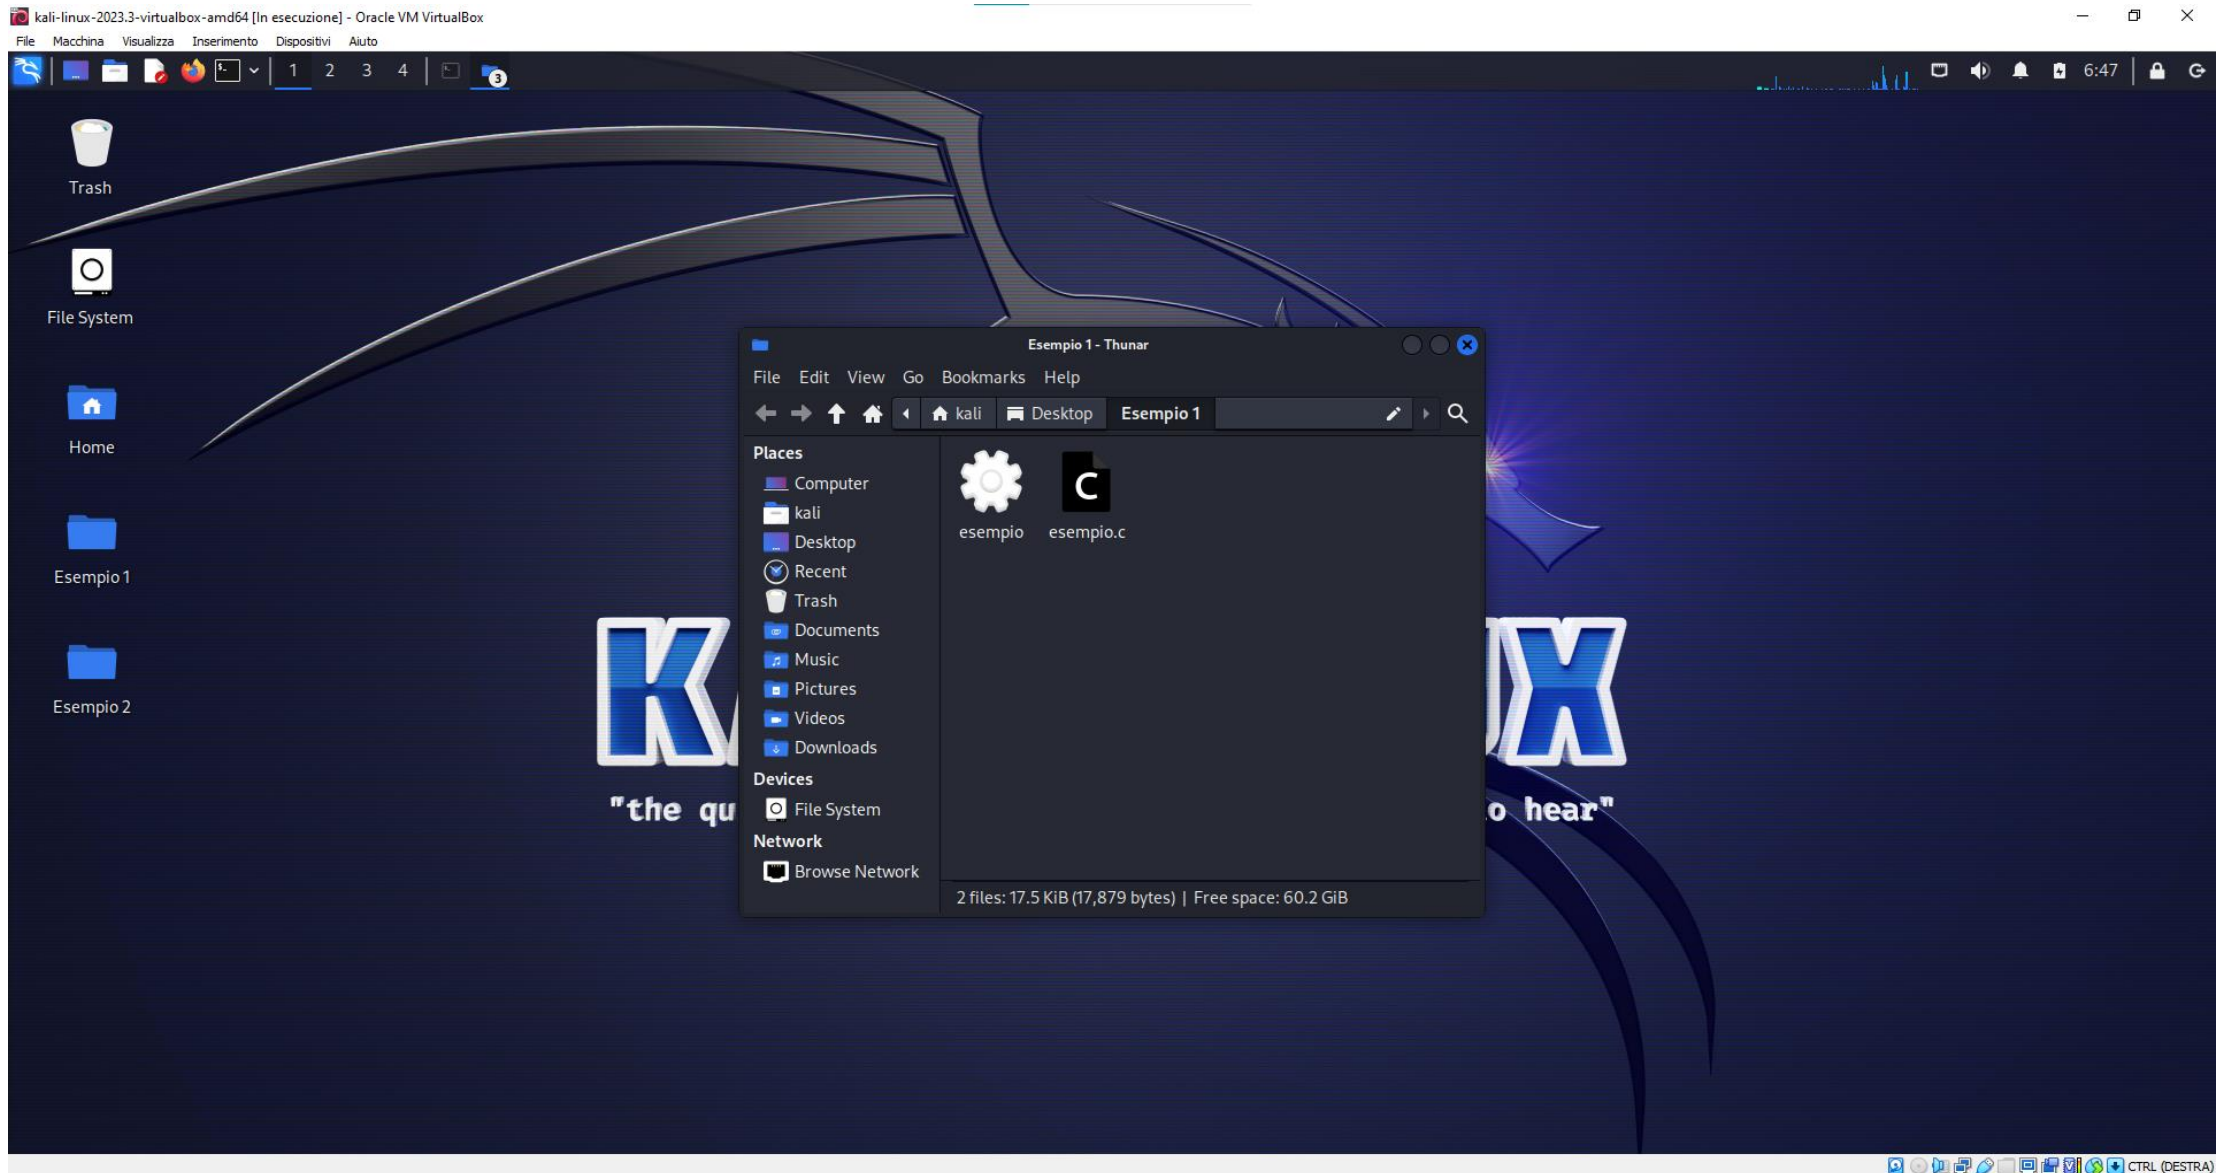 kali-linux-2023.3-virtualbox-amd64 [In esecuzione] - Oracle VM VirtualBox
File Macchina Visualizza Inserimento Dispositivi Aiuto
1 2 3 4 3 6:47
Trash
File System
Home
Esempio 1
Esempio 2
Esempio 1 - Thunar
File Edit View Go Bookmarks Help
kali Desktop Esempio 1
Places
Computer
kali
Desktop
Recent
Trash
Documents
Music
Pictures
Videos
Downloads
Devices
File System
Network
Browse Network
C
esempio esempio.c
2 files: 17.5 KiB (17,879 bytes) | Free space: 60.2 GiB
K X
"the qu o hear"
CTRL (DESTRA)